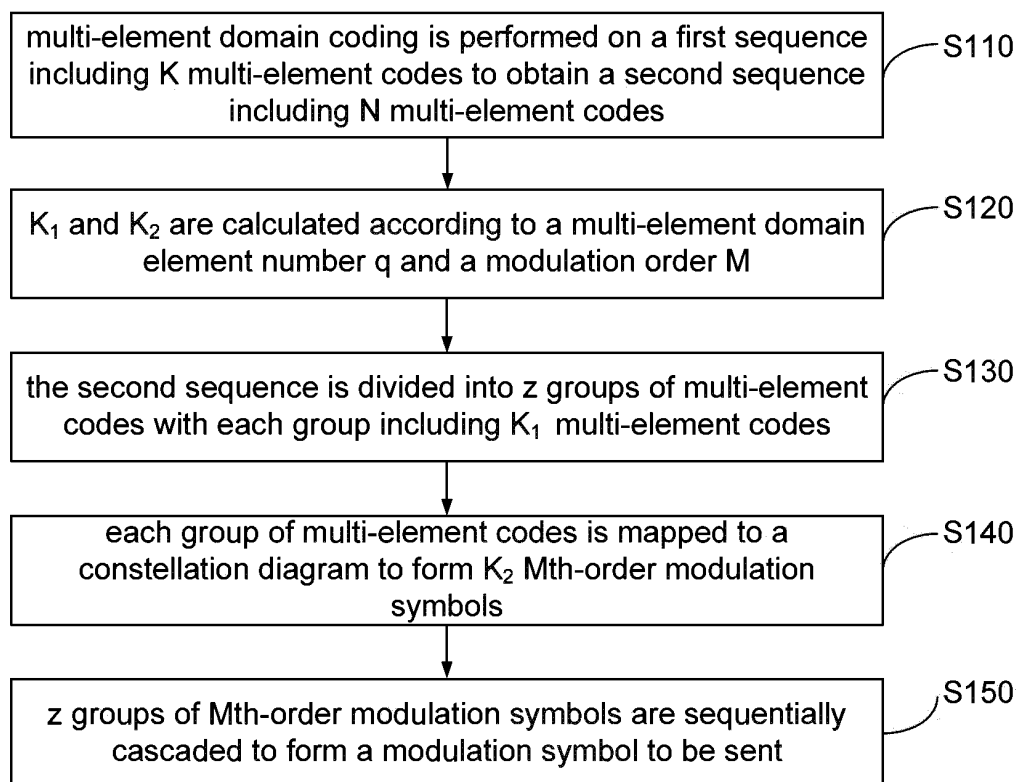 multi-element domain coding is performed on a first sequence
including K multi-element codes to obtain a second sequence
including N multi-element codes
S110
K₁ and K₂ are calculated according to a multi-element domain
element number q and a modulation order M
S120
the second sequence is divided into z groups of multi-element
codes with each group including K₁ multi-element codes
S130
each group of multi-element codes is mapped to a
constellation diagram to form K₂ Mth-order modulation
symbols
S140
z groups of Mth-order modulation symbols are sequentially
cascaded to form a modulation symbol to be sent
S150